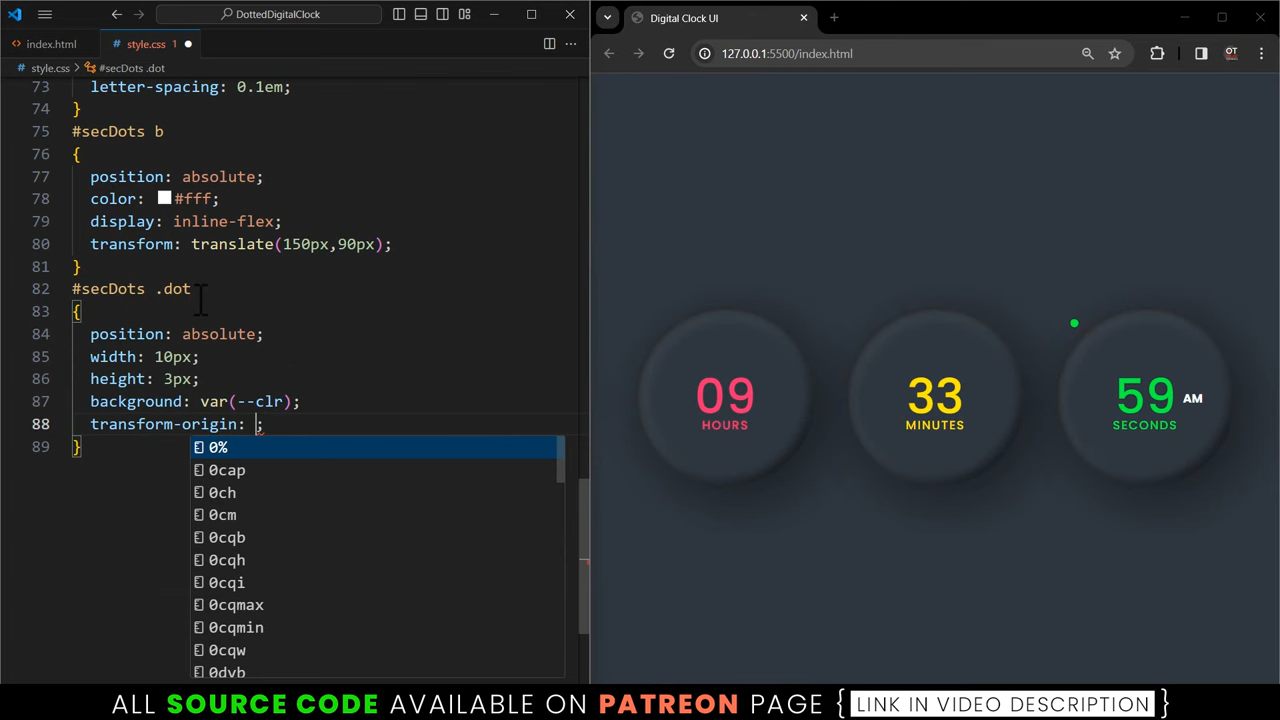 DottedDigitalClock
index.html
style.css 1
style.css > #secDots .dot
73 letter-spacing: 0.1em;
74 }
75 #secDots b
76 {
77 position: absolute;
78 color: #fff;
79 display: inline-flex;
80 transform: translate(150px,90px);
81 }
82 #secDots .dot
83 {
84 position: absolute;
85 width: 10px;
86 height: 3px;
87 background: var(--clr);
88 transform-origin: ;
89 }
0%
0cap
0ch
0cm
0cqb
0cqh
0cqi
0cqmax
0cqmin
0cqw
0dvb
Digital Clock UI
127.0.0.1:5500/index.html
09
HOURS
33
MINUTES
59 AM
SECONDS
ALL SOURCE CODE AVAILABLE ON PATREON PAGE { LINK IN VIDEO DESCRIPTION }